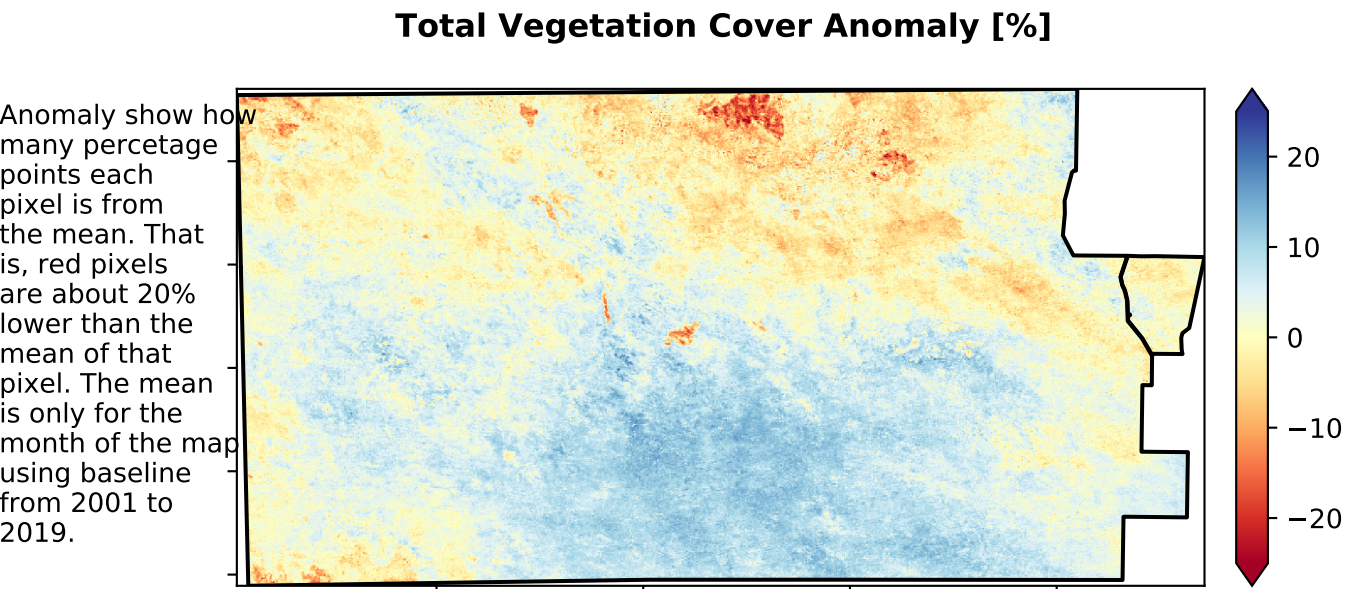 Total Vegetation Cover Anomaly [%]
Anomaly show how
many percetage
points each
pixel is from
the mean. That
is, red pixels
are about 20%
lower than the
mean of that
pixel. The mean
is only for the
month of the map
using baseline
from 2001 to
2019.
20
10
0
−10
−20